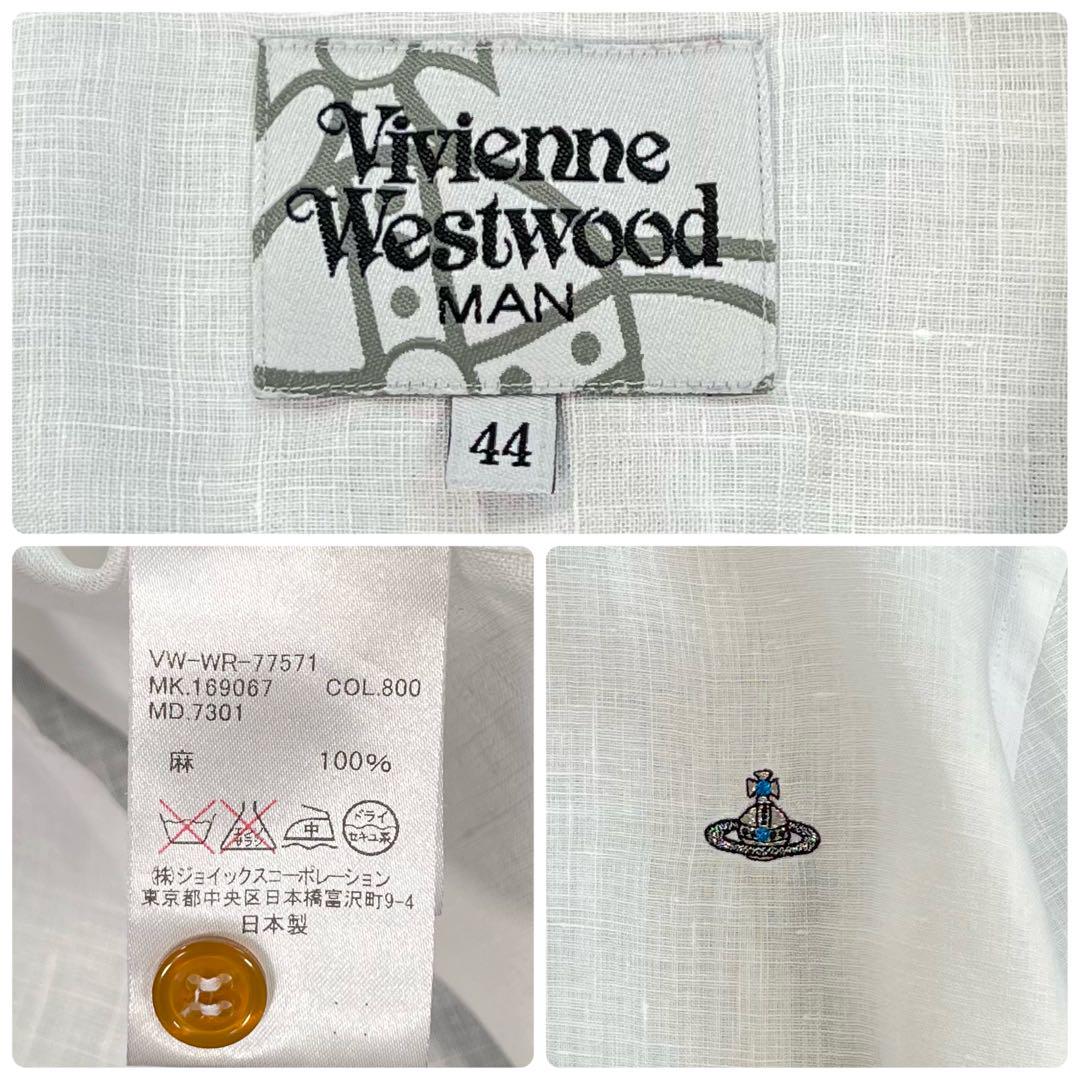 Vivienne
Westwood
MAN
44
VW-WR-77571
MK.169067 COL.800
MD.7301
麻 100%
中
ドライ
セキユ系
(株)ジョイックスコーポレーション
東京都中央区日本橋富沢町9-4
日本製